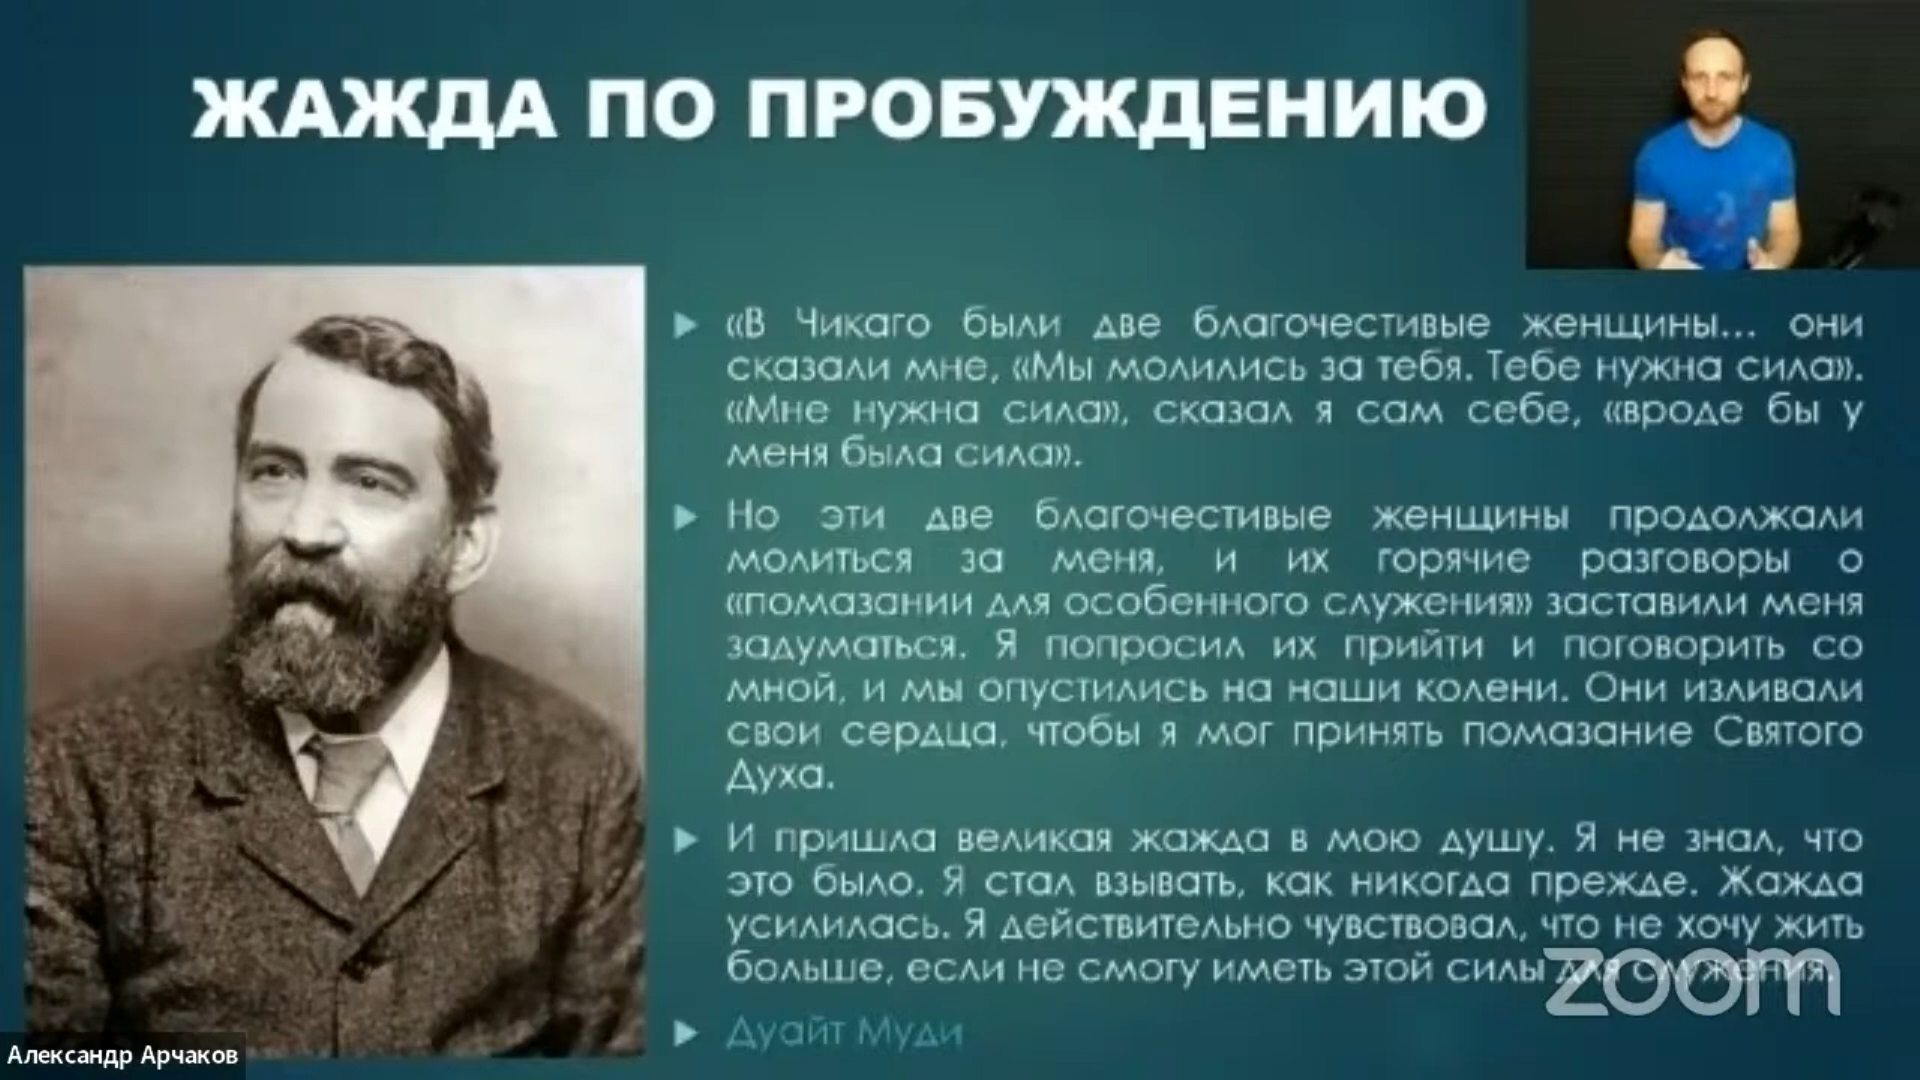 ЖАЖДА ПО ПРОБУЖДЕНИЮ
«В Чикаго были две благочестивые женщины... они
сказали мне, «Мы молились за тебя. Тебе нужна сила».
«Мне нужна сила», сказал я сам себе, «вроде бы у
меня была сила».
Но эти две благочестивые женщины продолжали
молиться за меня, и их горячие разговоры о
«помазании для особенного служения» заставили меня
задуматься. Я попросил их прийти и поговорить со
мной, и мы опустились на наши колени. Они изливали
свои сердца, чтобы я мог принять помазание Святого
Духа.
И пришла великая жажда в мою душу. Я не знал, что
это было. Я стал взывать, как никогда прежде. Жажда
усилилась. Я действительно чувствовал, что не хочу жить
больше, если не смогу иметь этой силы для служения.
Дуайт Муди
zoom
Александр Арчаков